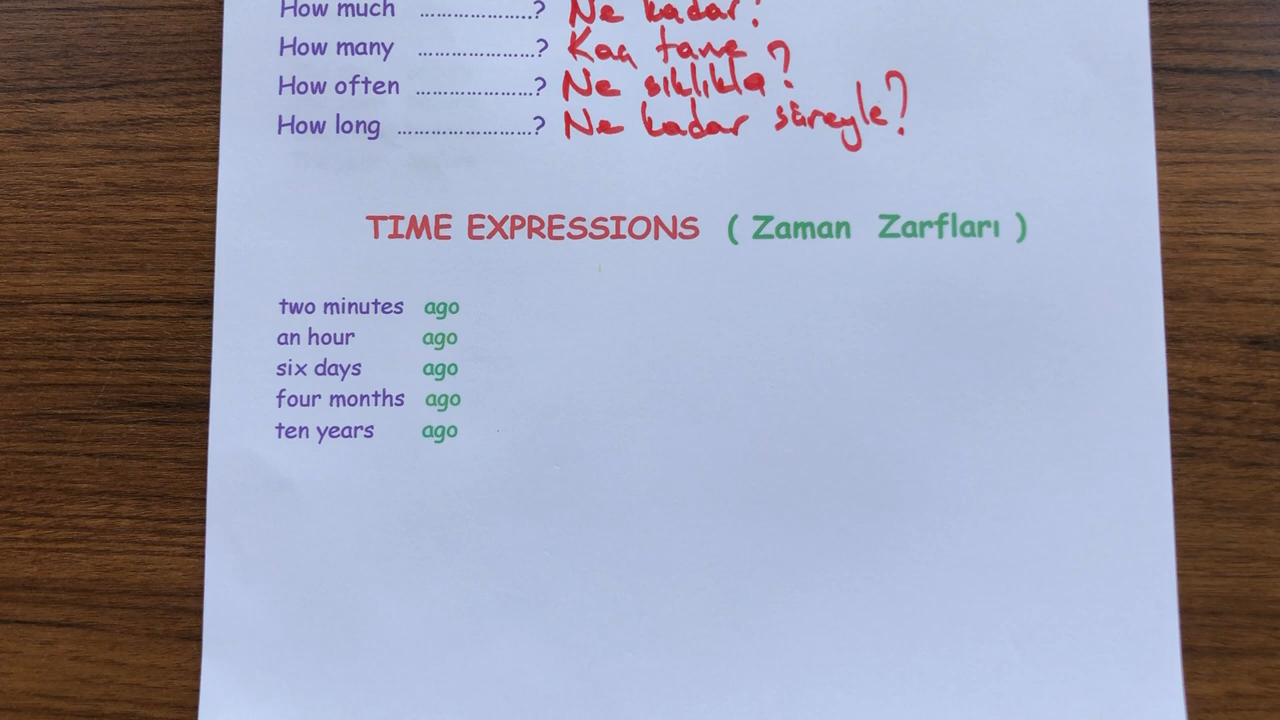 How much ....................? Ne kadar?
How many .....................? Kaç tane ?
How often .......................? Ne sıklıkla?
How long ........................? Ne kadar süreyle?
TIME EXPRESSIONS ( Zaman Zarfları )
two minutes ago
an hour ago
six days ago
four months ago
ten years ago